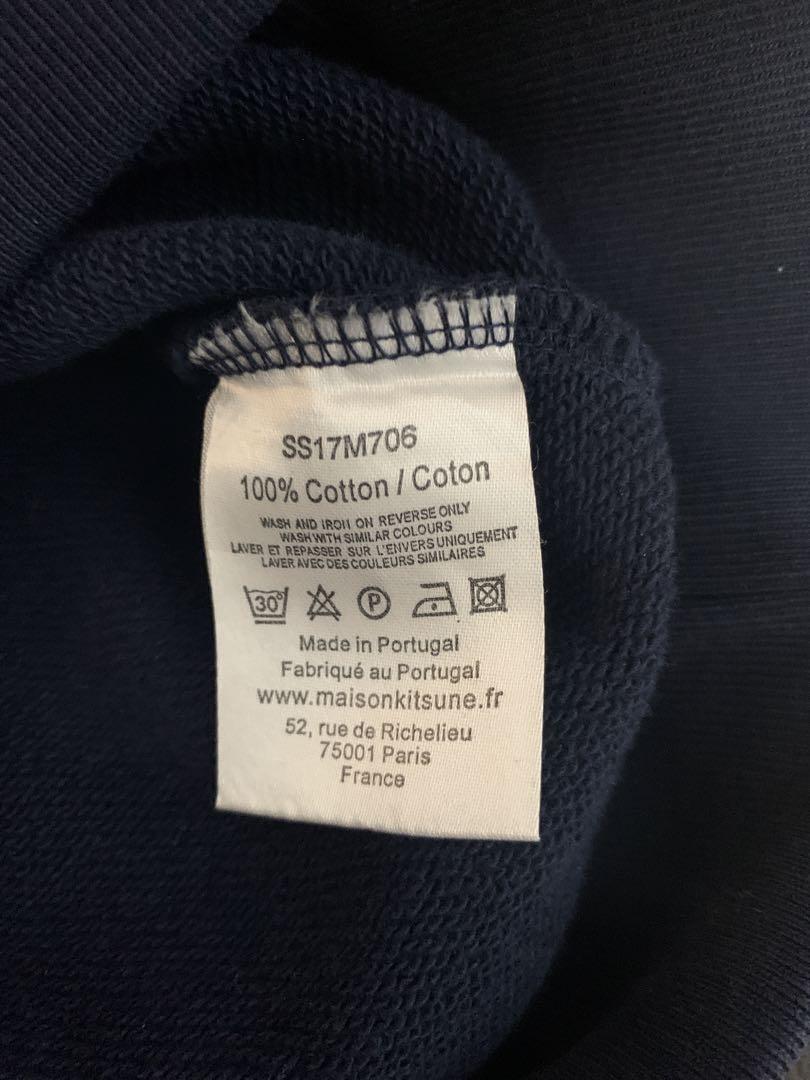 SS17M706
100% Cotton / Coton
WASH AND IRON ON REVERSE ONLY
WASH WITH SIMILAR COLOURS
LAVER ET REPASSER SUR L'ENVERS UNIQUEMENT
LAVER AVEC DES COULEURS SIMILAIRES
30° P
Made in Portugal
Fabriqué au Portugal
www.maisonkitsune.fr
52, rue de Richelieu
75001 Paris
France